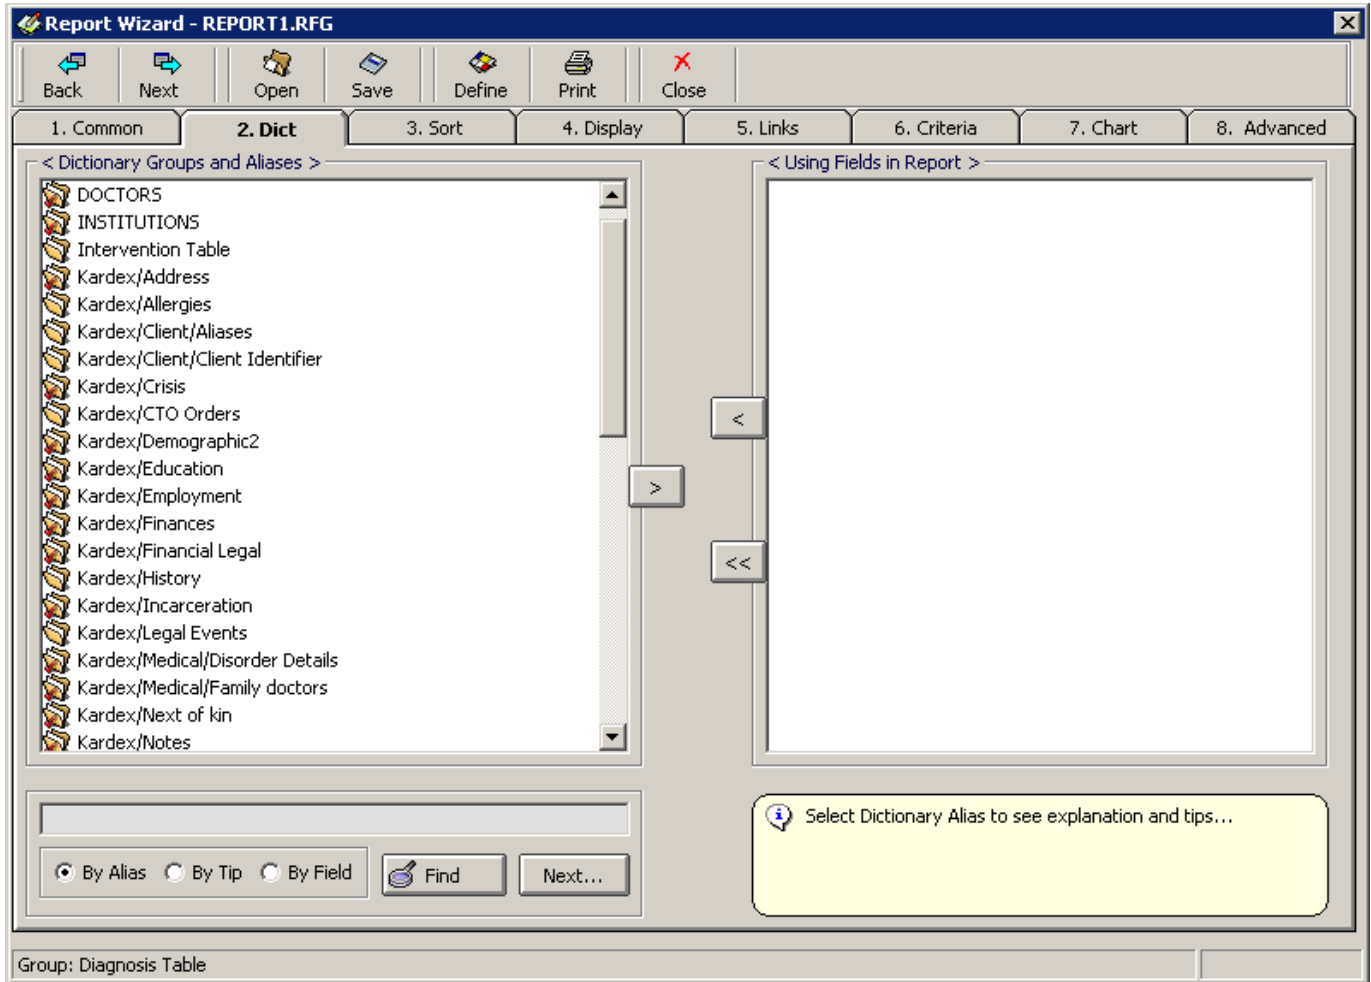 Report Wizard - REPORT1.RFG
Back Next Open Save Define Print Close
1. Common 2. Dict 3. Sort 4. Display 5. Links 6. Criteria 7. Chart 8. Advanced
< Dictionary Groups and Aliases >
DOCTORS
INSTITUTIONS
Intervention Table
Kardex/Address
Kardex/Allergies
Kardex/Client/Aliases
Kardex/Client/Client Identifier
Kardex/Crisis
Kardex/CTO Orders
Kardex/Demographic2
Kardex/Education
Kardex/Employment
Kardex/Finances
Kardex/Financial Legal
Kardex/History
Kardex/Incarceration
Kardex/Legal Events
Kardex/Medical/Disorder Details
Kardex/Medical/Family doctors
Kardex/Next of kin
Kardex/Notes
>
<
<<
< Using Fields in Report >
By Alias By Tip By Field Find Next...
Select Dictionary Alias to see explanation and tips...
Group: Diagnosis Table